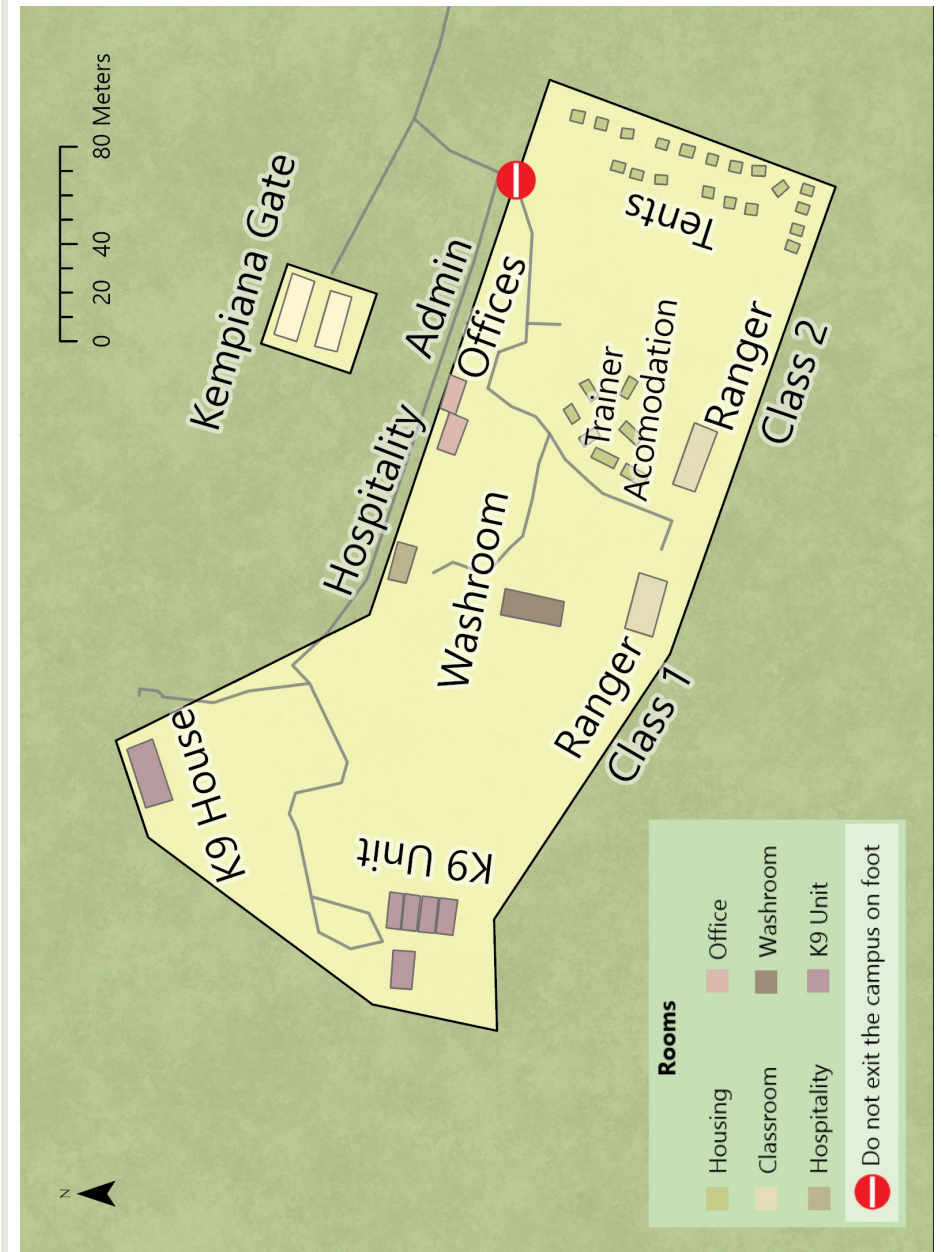 N
0 20 40 80 Meters
Kempiana Gate
Hospitality
Admin
Offices
K9 House
K9 Unit
Washroom
Trainer
Acomodation
Tents
Ranger
Class 1
Ranger
Class 2
Rooms
Housing
Office
Classroom
Washroom
Hospitality
K9 Unit
Do not exit the campus on foot